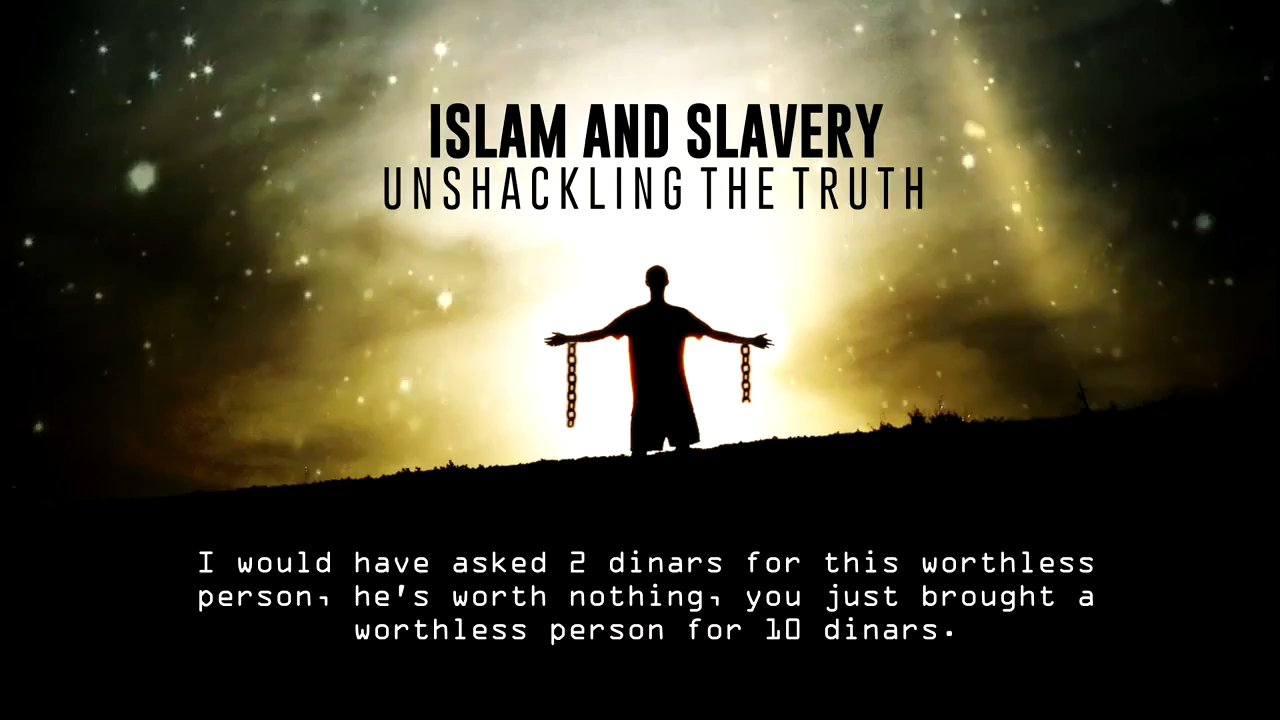 ISLAM AND SLAVERY
UNSHACKLING THE TRUTH
I would have asked 2 dinars for this worthless
person, he's worth nothing, you just brought a
worthless person for 10 dinars.